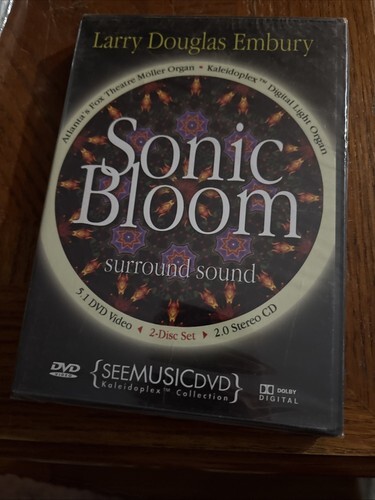 Larry Douglas Embury
Atlanta's Fox Theatre Möller Organ • Kaleidoplex™ Digital Light Organ
Sonic
Bloom
surround sound
5.1 DVD Video ◄ 2-Disc Set ► 2.0 Stereo CD
DVD
VIDEO
{SEEMUSICDVD}
Kaleidoplex™ Collection
DOLBY
DIGITAL